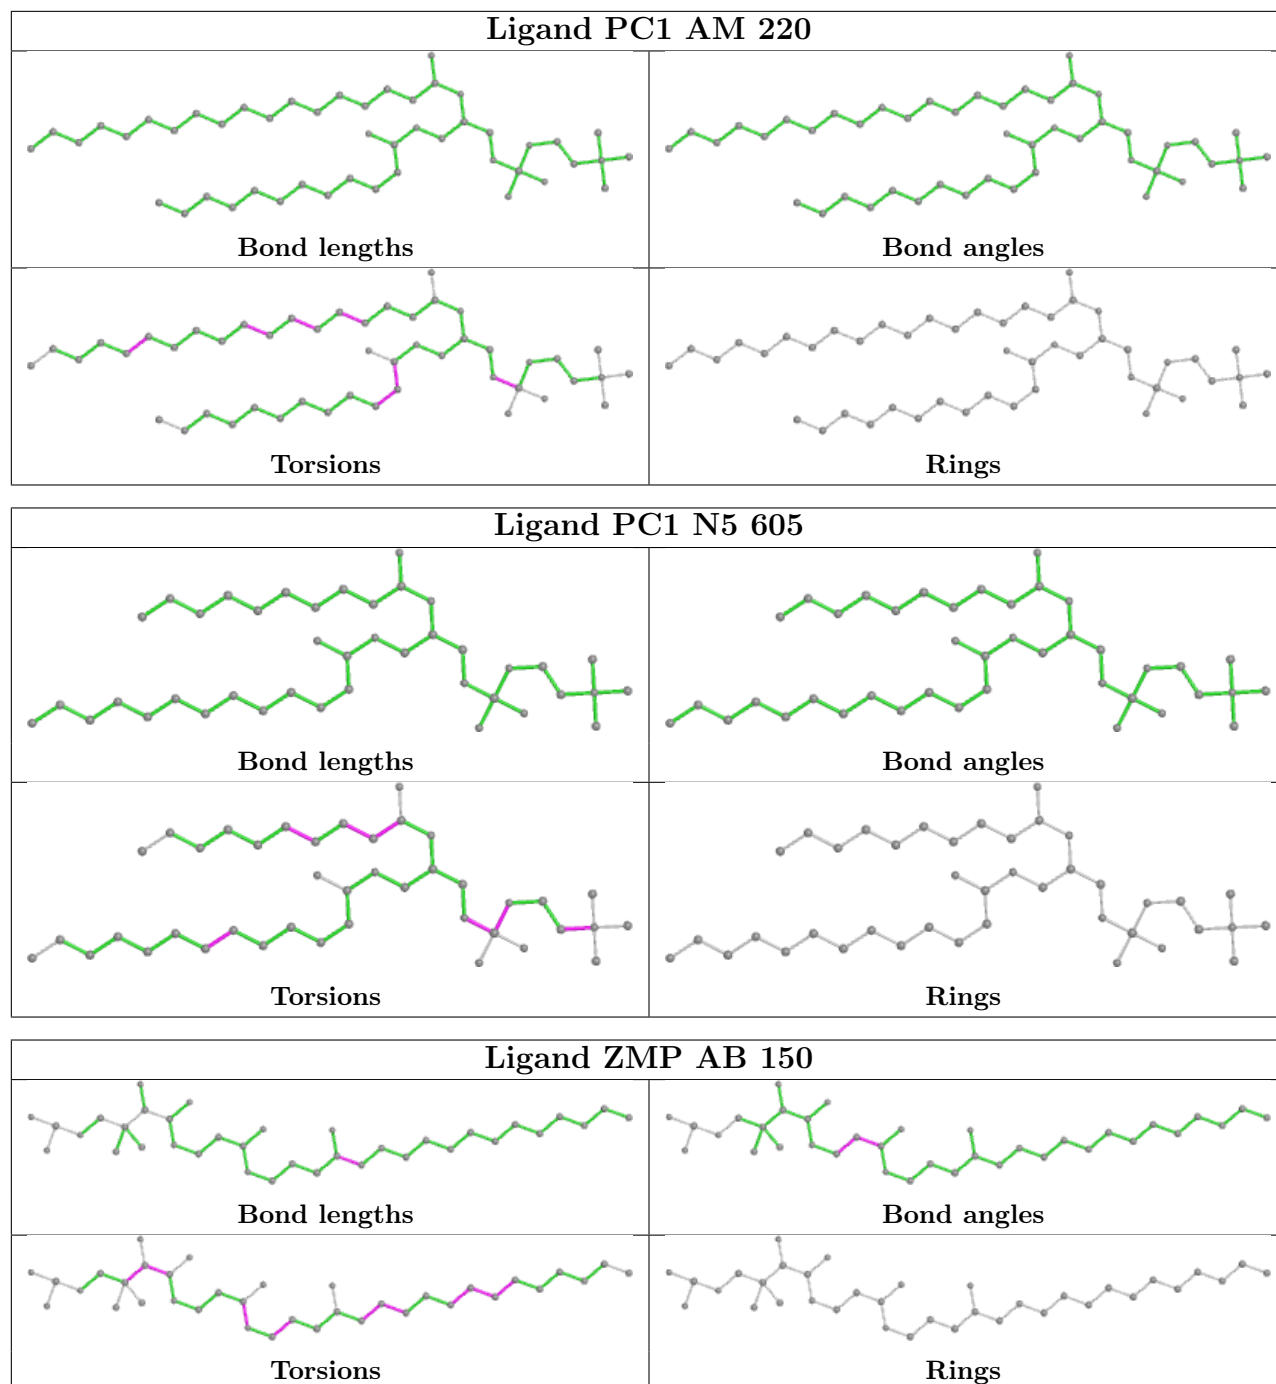 Ligand PC1 AM 220
Bond lengths
Bond angles
Torsions
Rings
Ligand PC1 N5 605
Bond lengths
Bond angles
Torsions
Rings
Ligand ZMP AB 150
Bond lengths
Bond angles
Torsions
Rings